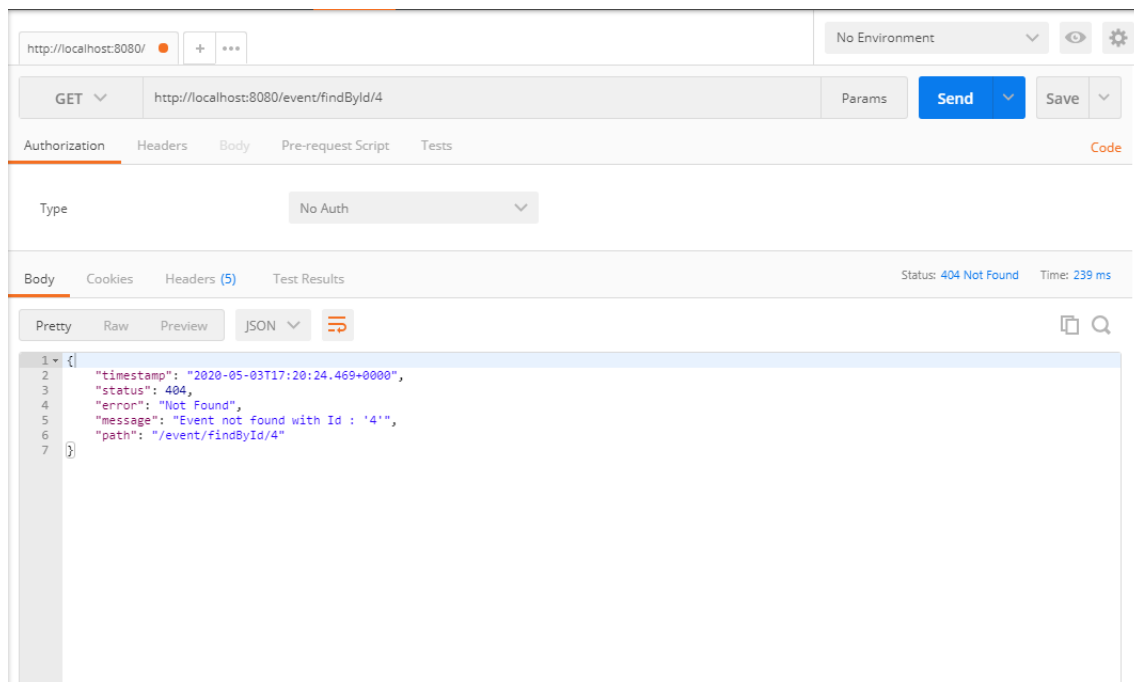 http://localhost:8080/
+
No Environment
GET http://localhost:8080/event/findById/4 Params Send Save
Authorization Headers Body Pre-request Script Tests Code
Type No Auth
Body Cookies Headers (5) Test Results Status: 404 Not Found Time: 239 ms
Pretty Raw Preview JSON
1 {
2 "timestamp": "2020-05-03T17:20:24.469+0000",
3 "status": 404,
4 "error": "Not Found",
5 "message": "Event not found with Id : '4'",
6 "path": "/event/findById/4"
7 }